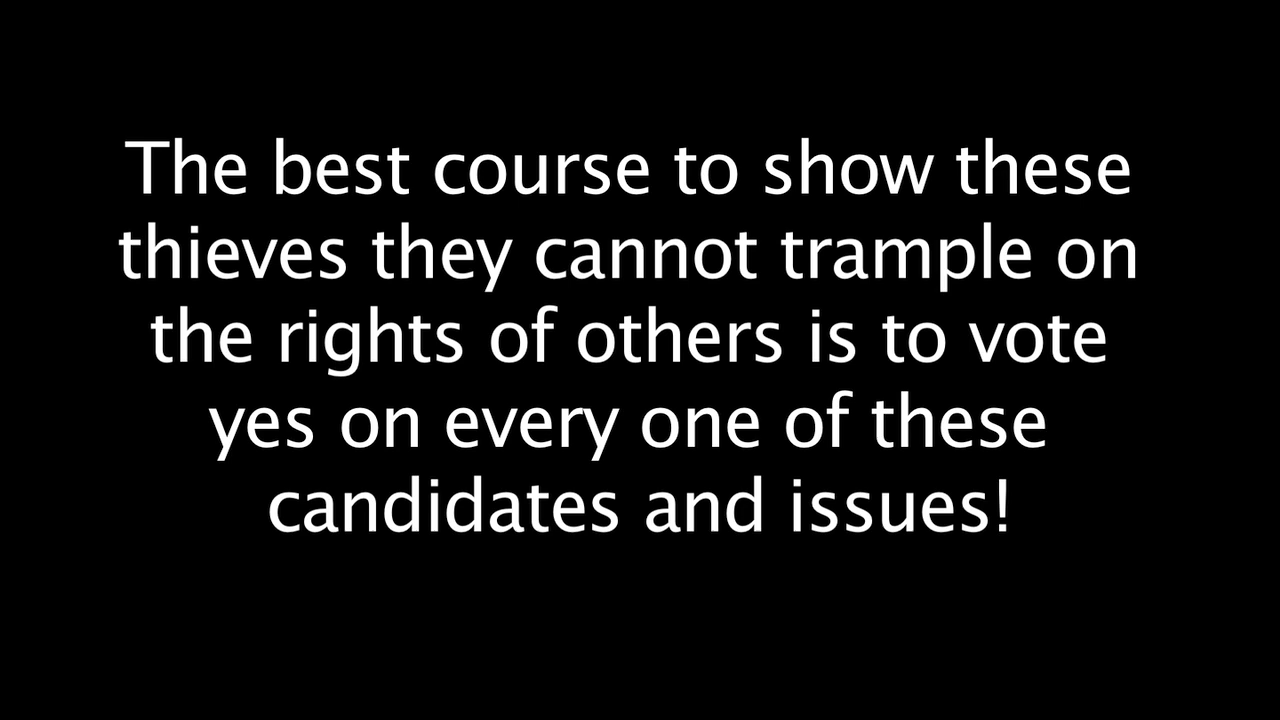 The best course to show these
thieves they cannot trample on
the rights of others is to vote
yes on every one of these
candidates and issues!